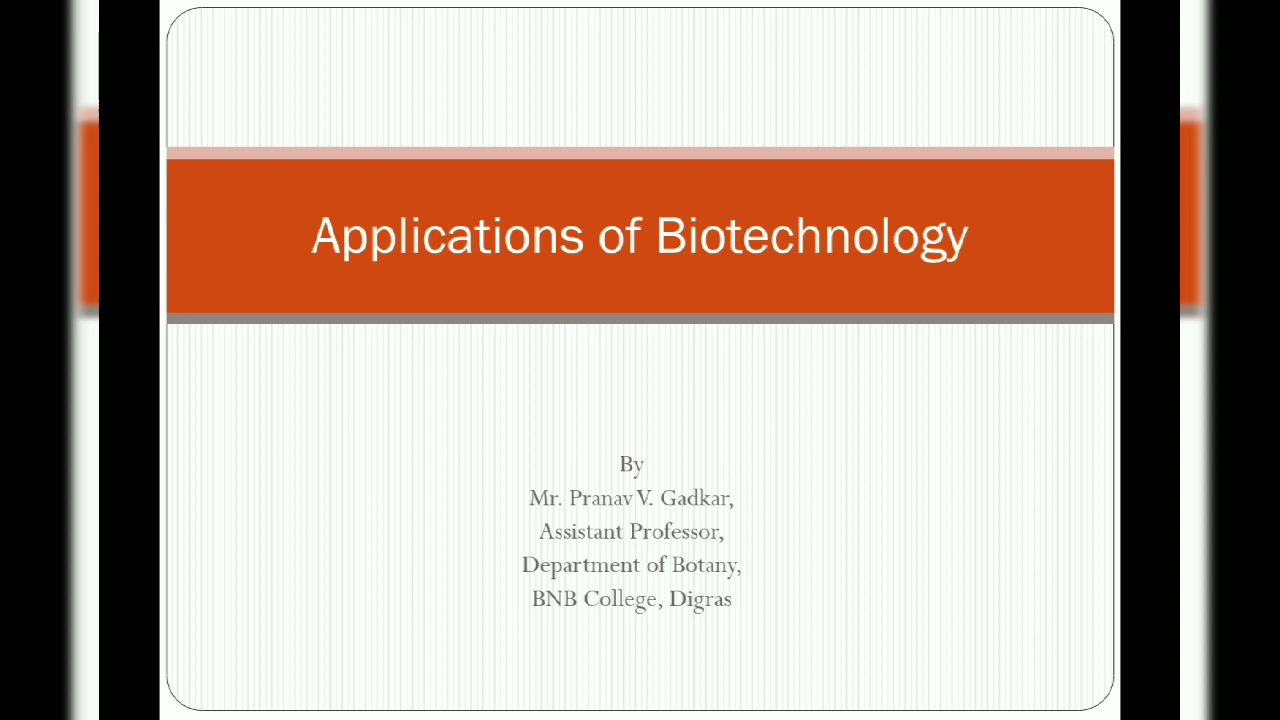 Applications of Biotechnology
By
Mr. Pranav V. Gadkar,
Assistant Professor,
Department of Botany,
BNB College, Digras